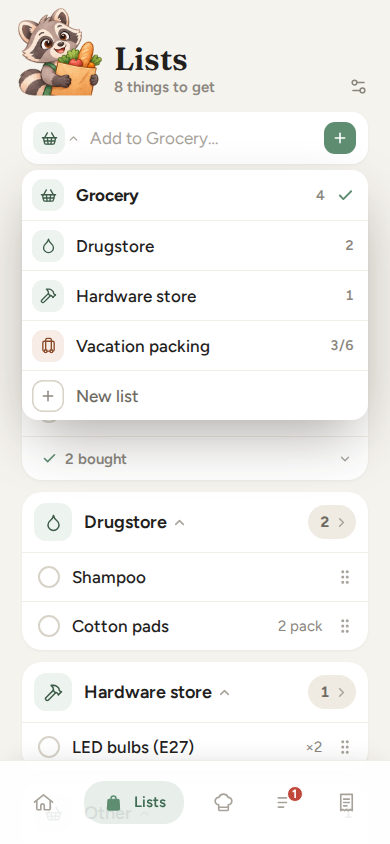 Lists
8 things to get
Add to Grocery...
Grocery 4
Drugstore 2
Hardware store 1
Vacation packing 3/6
New list
2 bought
Drugstore 2
Shampoo
Cotton pads 2 pack
Hardware store 1
LED bulbs (E27) ×2
1
Lists
Other